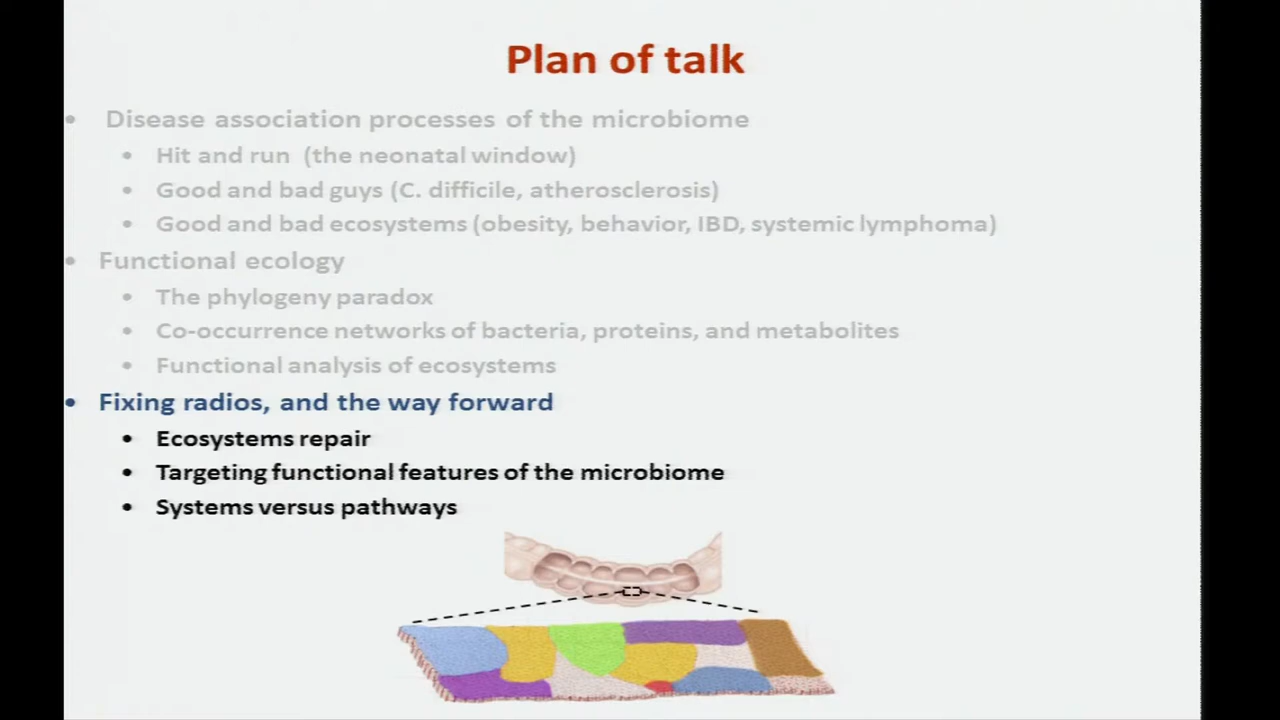 Plan of talk
• Disease association processes of the microbiome
• Hit and run (the neonatal window)
• Good and bad guys (C. difficile, atherosclerosis)
• Good and bad ecosystems (obesity, behavior, IBD, systemic lymphoma)
• Functional ecology
• The phylogeny paradox
• Co-occurrence networks of bacteria, proteins, and metabolites
• Functional analysis of ecosystems
• Fixing radios, and the way forward
• Ecosystems repair
• Targeting functional features of the microbiome
• Systems versus pathways